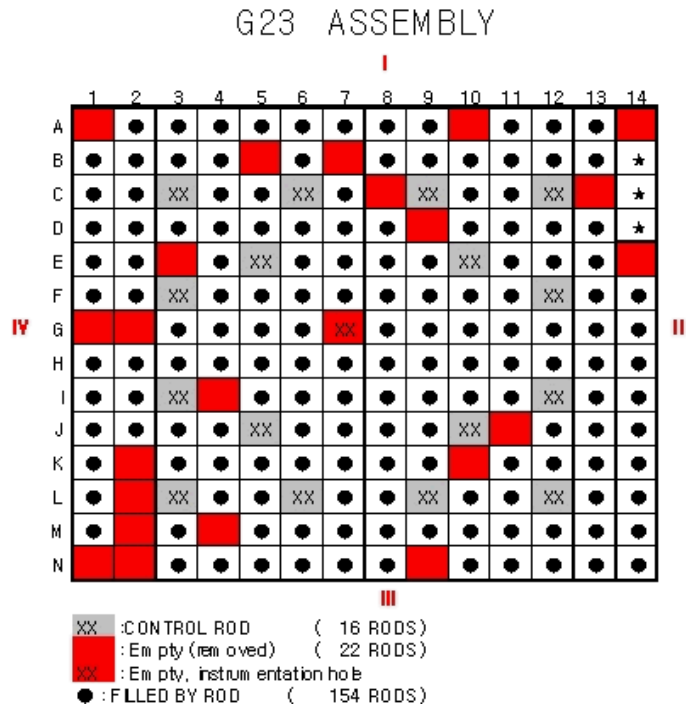 G23 ASSEMBLY
I
1 2 3 4 5 6 7 8 9 10 11 12 13 14
A
B ★
C XX XX XX XX ★
D ★
E XX XX
F XX XX
IV G XX II
H
I XX XX
J XX XX
K
L XX XX XX XX
M
N
III
XX :CONTROL ROD ( 16 RODS)
:Empty(removed) ( 22 RODS)
XX :Empty, instrumentation hole
● :FILLED BY ROD ( 154 RODS)